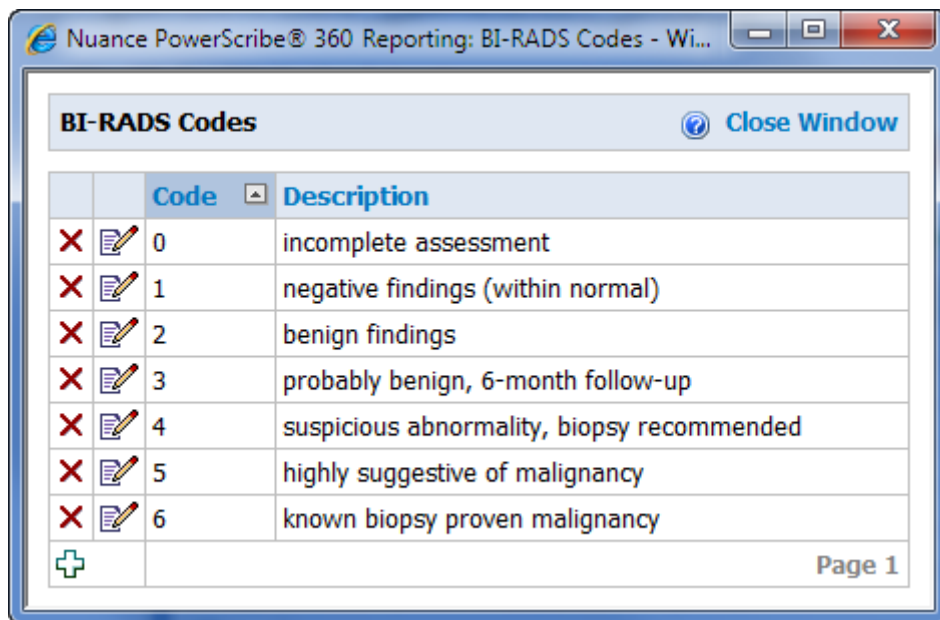 Nuance PowerScribe® 360 Reporting: BI-RADS Codes - Wi...
BI-RADS Codes Close Window
Code Description
0 incomplete assessment
1 negative findings (within normal)
2 benign findings
3 probably benign, 6-month follow-up
4 suspicious abnormality, biopsy recommended
5 highly suggestive of malignancy
6 known biopsy proven malignancy
Page 1